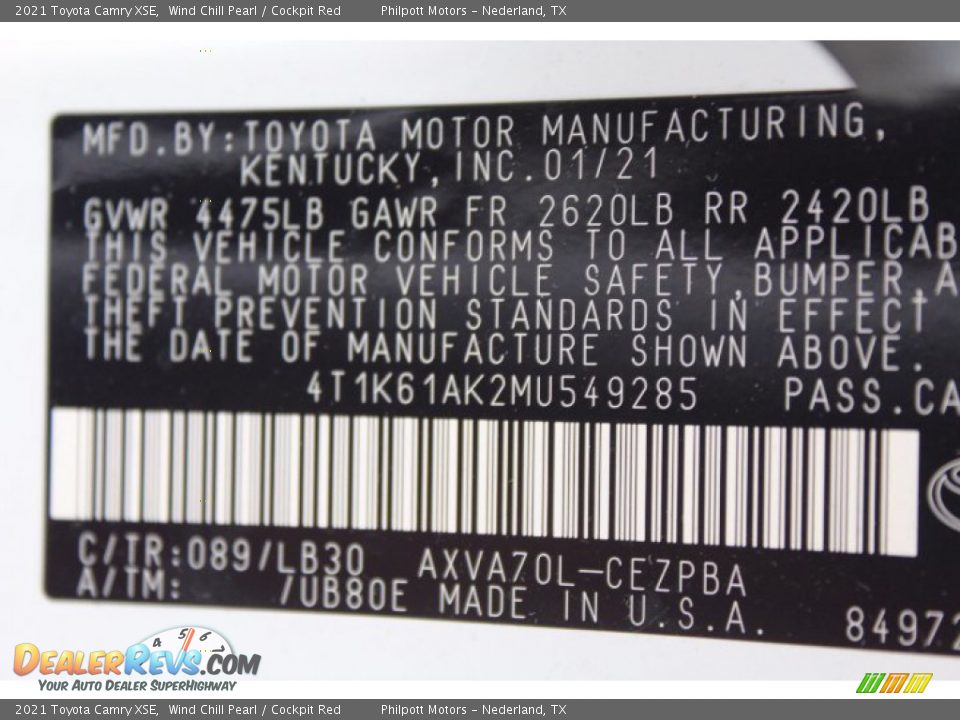 2021 Toyota Camry XSE, Wind Chill Pearl / Cockpit Red Philpott Motors - Nederland, TX
MFD.BY:TOYOTA MOTOR MANUFACTURING,
KENTUCKY,INC.01/21
GVWR 4475LB GAWR FR 2620LB RR 2420LB
THIS VEHICLE CONFORMS TO ALL APPLICAB
FEDERAL MOTOR VEHICLE SAFETY,BUMPER,A
THEFT PREVENTION STANDARDS IN EFFECT
THE DATE OF MANUFACTURE SHOWN ABOVE.
4T1K61AK2MU549285 PASS.CA
C/TR:089/LB30 AXVA70L-CEZPBA
A/TM: /UB80E MADE IN U.S.A. 84972
4 5 6
DEALERREVS.COM
YOUR AUTO DEALER SUPERHIGHWAY
2021 Toyota Camry XSE, Wind Chill Pearl / Cockpit Red Philpott Motors - Nederland, TX